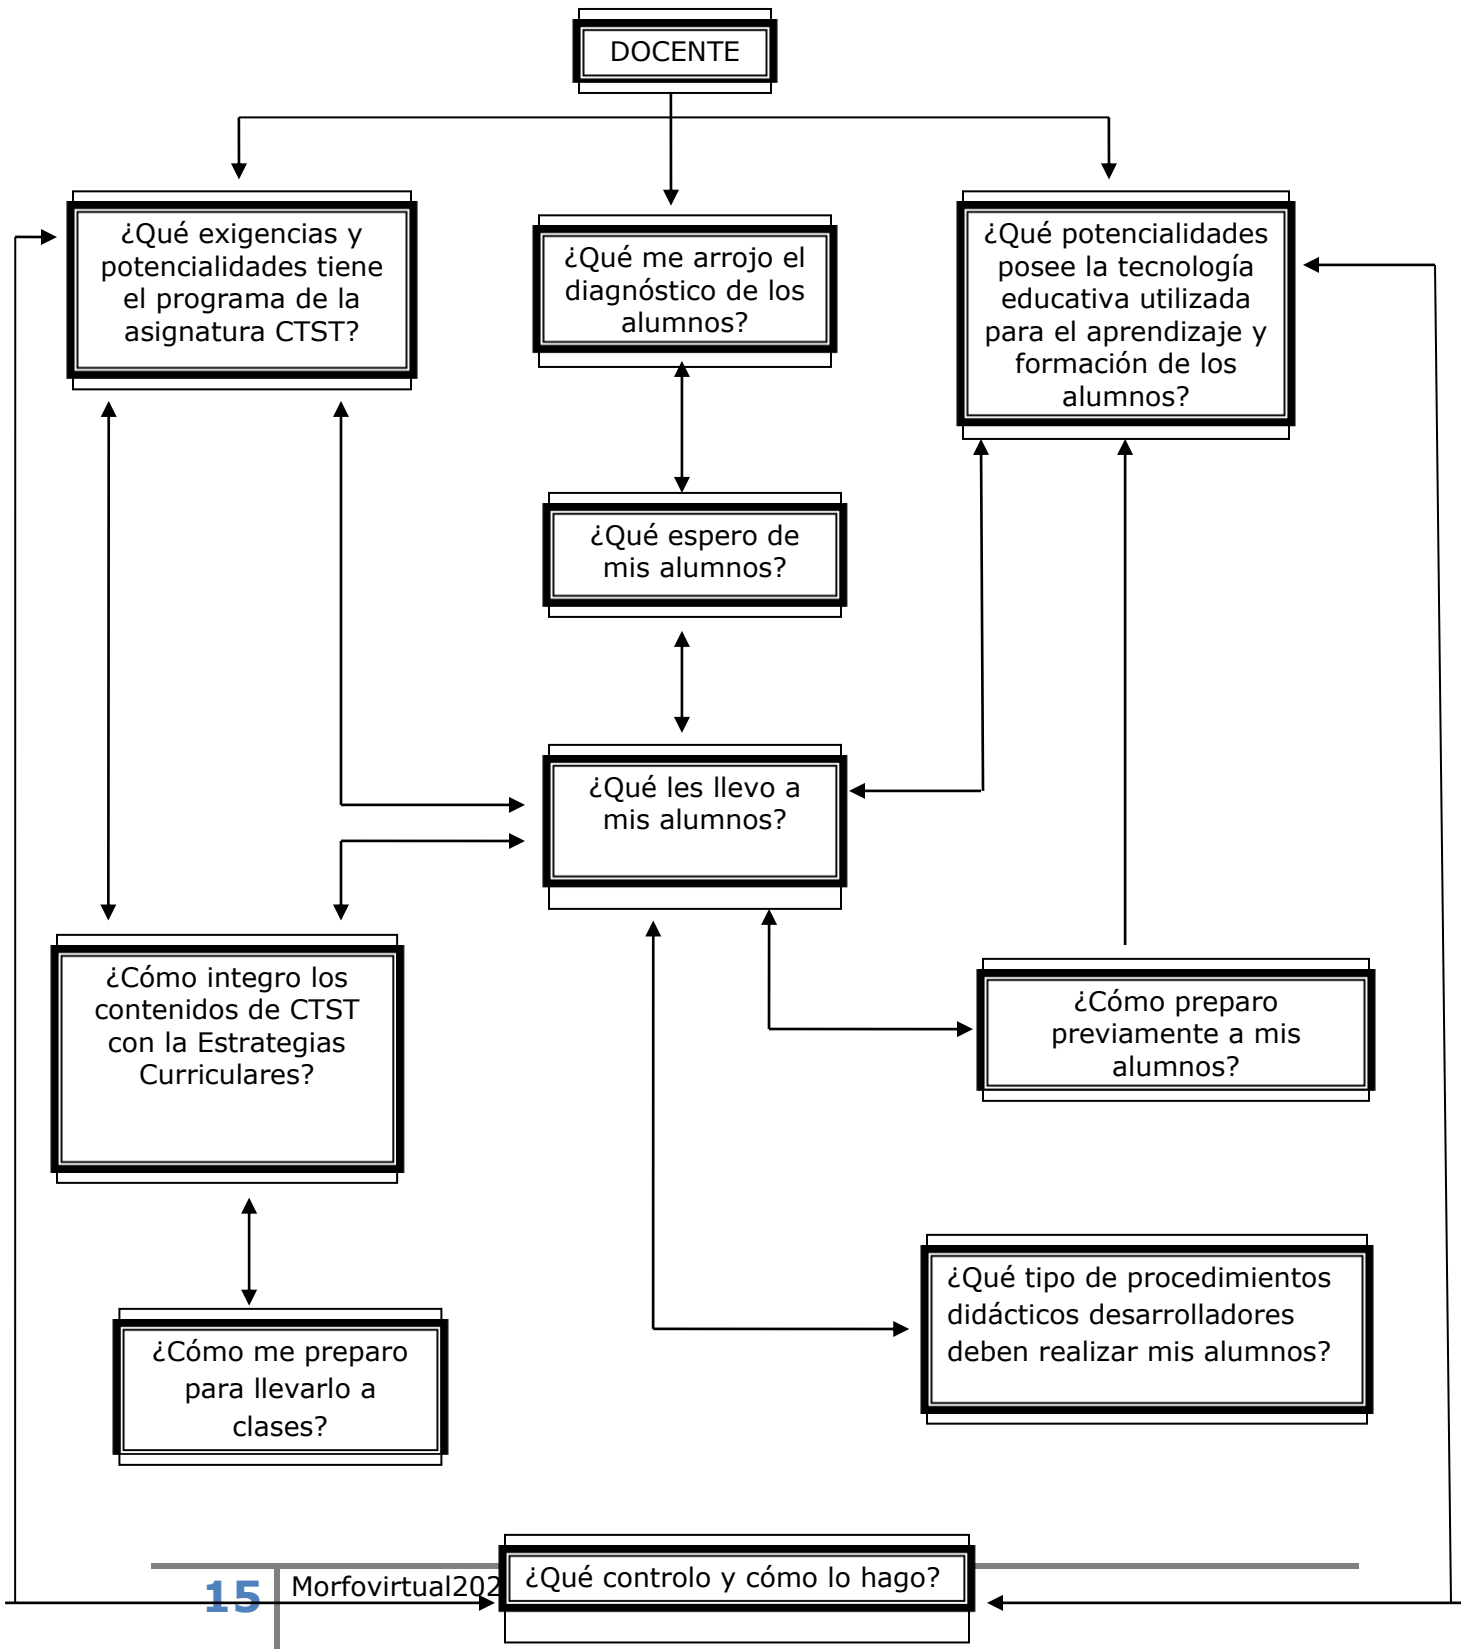 DOCENTE
¿Qué exigencias y
potencialidades tiene
el programa de la
asignatura CTST?
¿Qué me arrojo el
diagnóstico de los
alumnos?
¿Qué potencialidades
posee la tecnología
educativa utilizada
para el aprendizaje y
formación de los
alumnos?
¿Qué espero de
mis alumnos?
¿Qué les llevo a
mis alumnos?
¿Cómo integro los
contenidos de CTST
con la Estrategias
Curriculares?
¿Cómo preparo
previamente a mis
alumnos?
¿Qué tipo de procedimientos
didácticos desarrolladores
deben realizar mis alumnos?
¿Cómo me preparo
para llevarlo a
clases?
¿Qué controlo y cómo lo hago?
15
Morfovirtual202